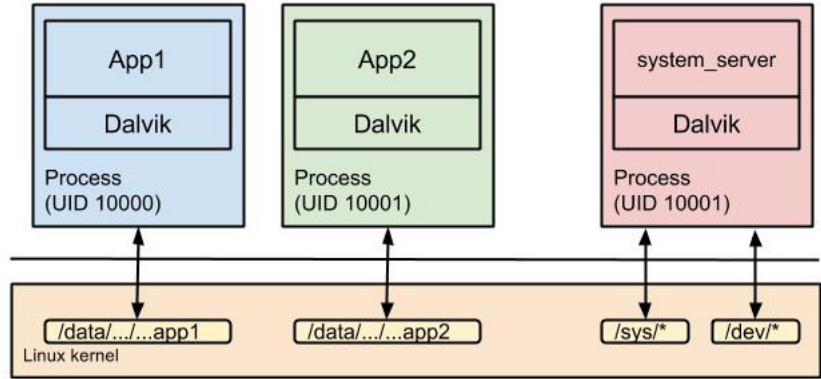 App1
Dalvik
Process
(UID 10000)
App2
Dalvik
Process
(UID 10001)
system_server
Dalvik
Process
(UID 10001)
/data/.../...app1
/data/.../...app2
/sys/*
/dev/*
Linux kernel